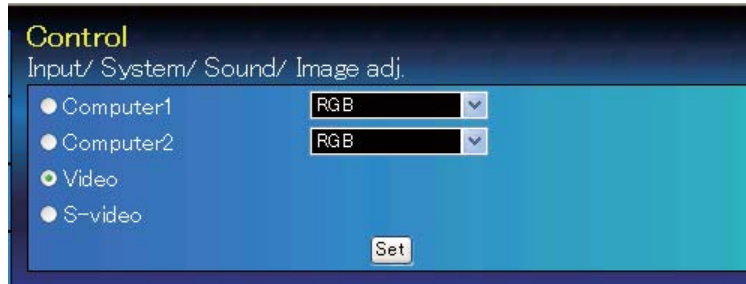 Control
Input/ System/ Sound/ Image adj.
Computer1 RGB
Computer2 RGB
Video
S-video
Set